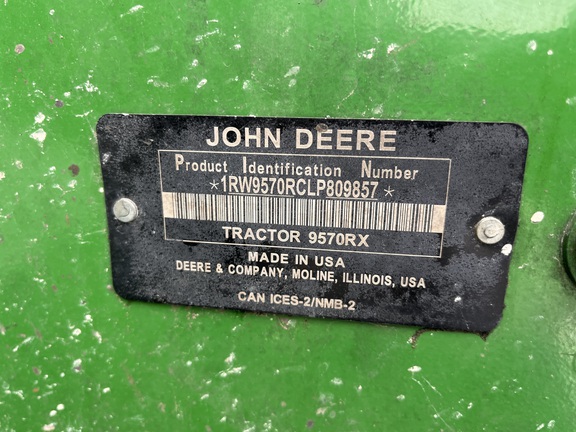 JOHN DEERE
Product Identification Number
*1RW9570RCLP809857*
TRACTOR 9570RX
MADE IN USA
DEERE & COMPANY, MOLINE, ILLINOIS, USA
CAN ICES-2/NMB-2